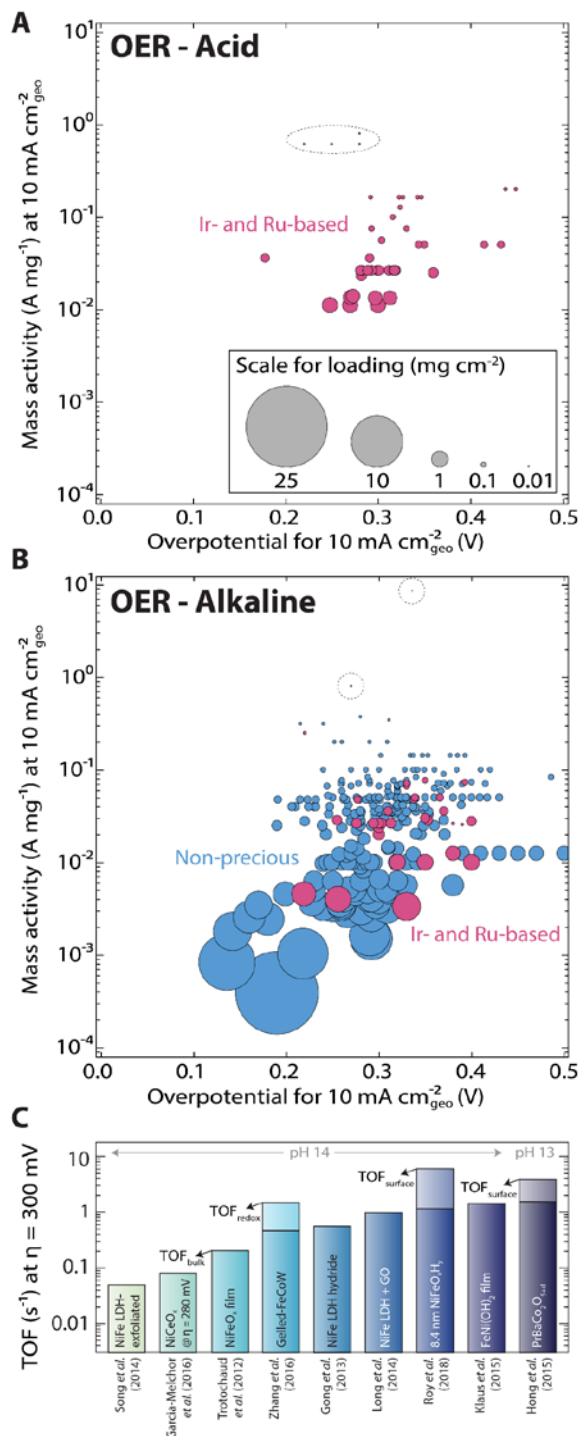 A
OER - Acid
Mass activity (A mg⁻¹) at 10 mA cm⁻²geo
10¹
10⁰
10⁻¹
10⁻²
10⁻³
10⁻⁴
Ir- and Ru-based
Scale for loading (mg cm⁻²)
25 10 1 0.1 0.01
0.0 0.1 0.2 0.3 0.4 0.5
Overpotential for 10 mA cm⁻²geo (V)
B
OER - Alkaline
Mass activity (A mg⁻¹) at 10 mA cm⁻²geo
10¹
10⁰
10⁻¹
10⁻²
10⁻³
10⁻⁴
Non-precious
Ir- and Ru-based
0.0 0.1 0.2 0.3 0.4 0.5
Overpotential for 10 mA cm⁻²geo (V)
C
TOF (s⁻¹) at η = 300 mV
10
1
0.1
0.01
pH 14
pH 13
TOFbulk
TOFredox
TOFsurface
TOFsurface
NiFe LDH-
exfoliated
NiCeOₓ
@ η = 280 mV
NiFeOₓ film
Gelled-FeCoW
NiFe LDH hydride
NiFe LDH + GO
8.4 nm NiFeOₓHᵧ
FeNi(OH)₂ film
PrBaCo₂O₅₊d
Song et al.
(2014)
Garcia-Melchor
et al. (2016)
Trotochaud
et al. (2012)
Zhang et al.
(2016)
Gong et al.
(2013)
Long et al.
(2014)
Roy et al.
(2018)
Klaus et al.
(2015)
Hong et al.
(2015)